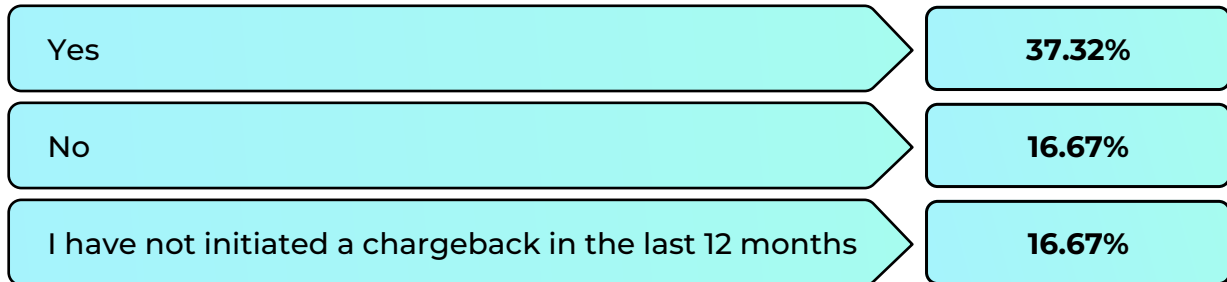 Yes 37.32%
No 16.67%
I have not initiated a chargeback in the last 12 months 16.67%